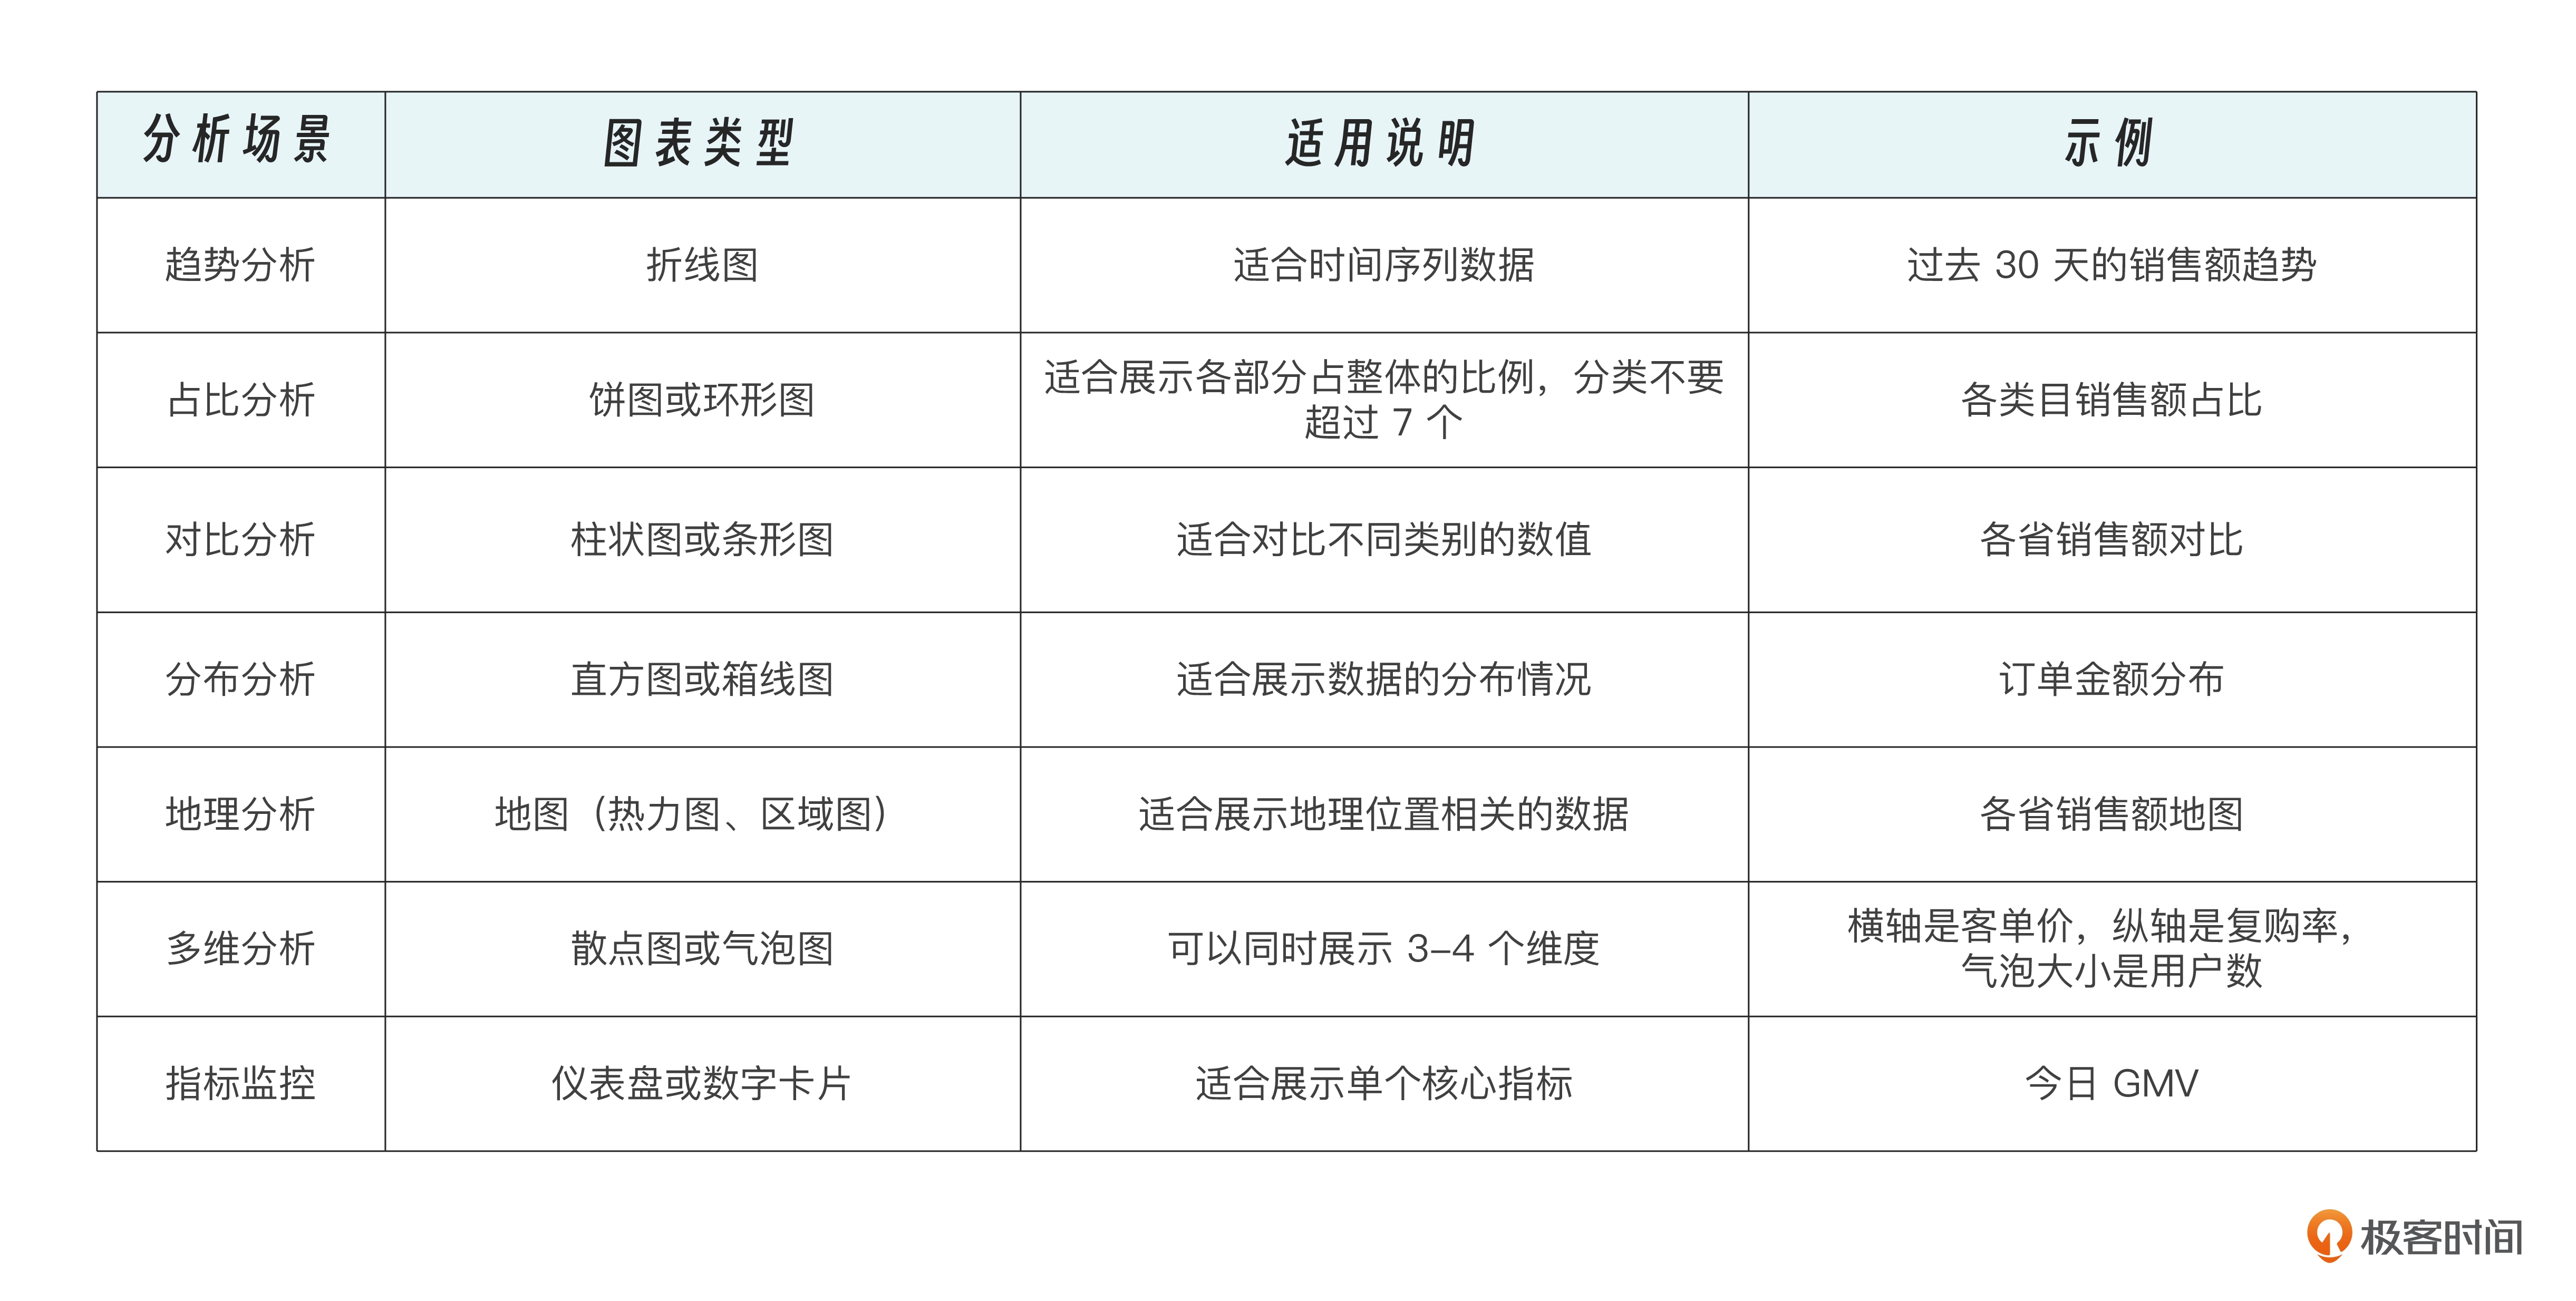 分析场景
图表类型
适用说明
示例
趋势分析
折线图
适合时间序列数据
过去 30 天的销售额趋势
占比分析
饼图或环形图
适合展示各部分占整体的比例，分类不要
超过 7 个
各类目销售额占比
对比分析
柱状图或条形图
适合对比不同类别的数值
各省销售额对比
分布分析
直方图或箱线图
适合展示数据的分布情况
订单金额分布
地理分析
地图（热力图、区域图）
适合展示地理位置相关的数据
各省销售额地图
多维分析
散点图或气泡图
可以同时展示 3–4 个维度
横轴是客单价，纵轴是复购率，
气泡大小是用户数
指标监控
仪表盘或数字卡片
适合展示单个核心指标
今日 GMV
极客时间